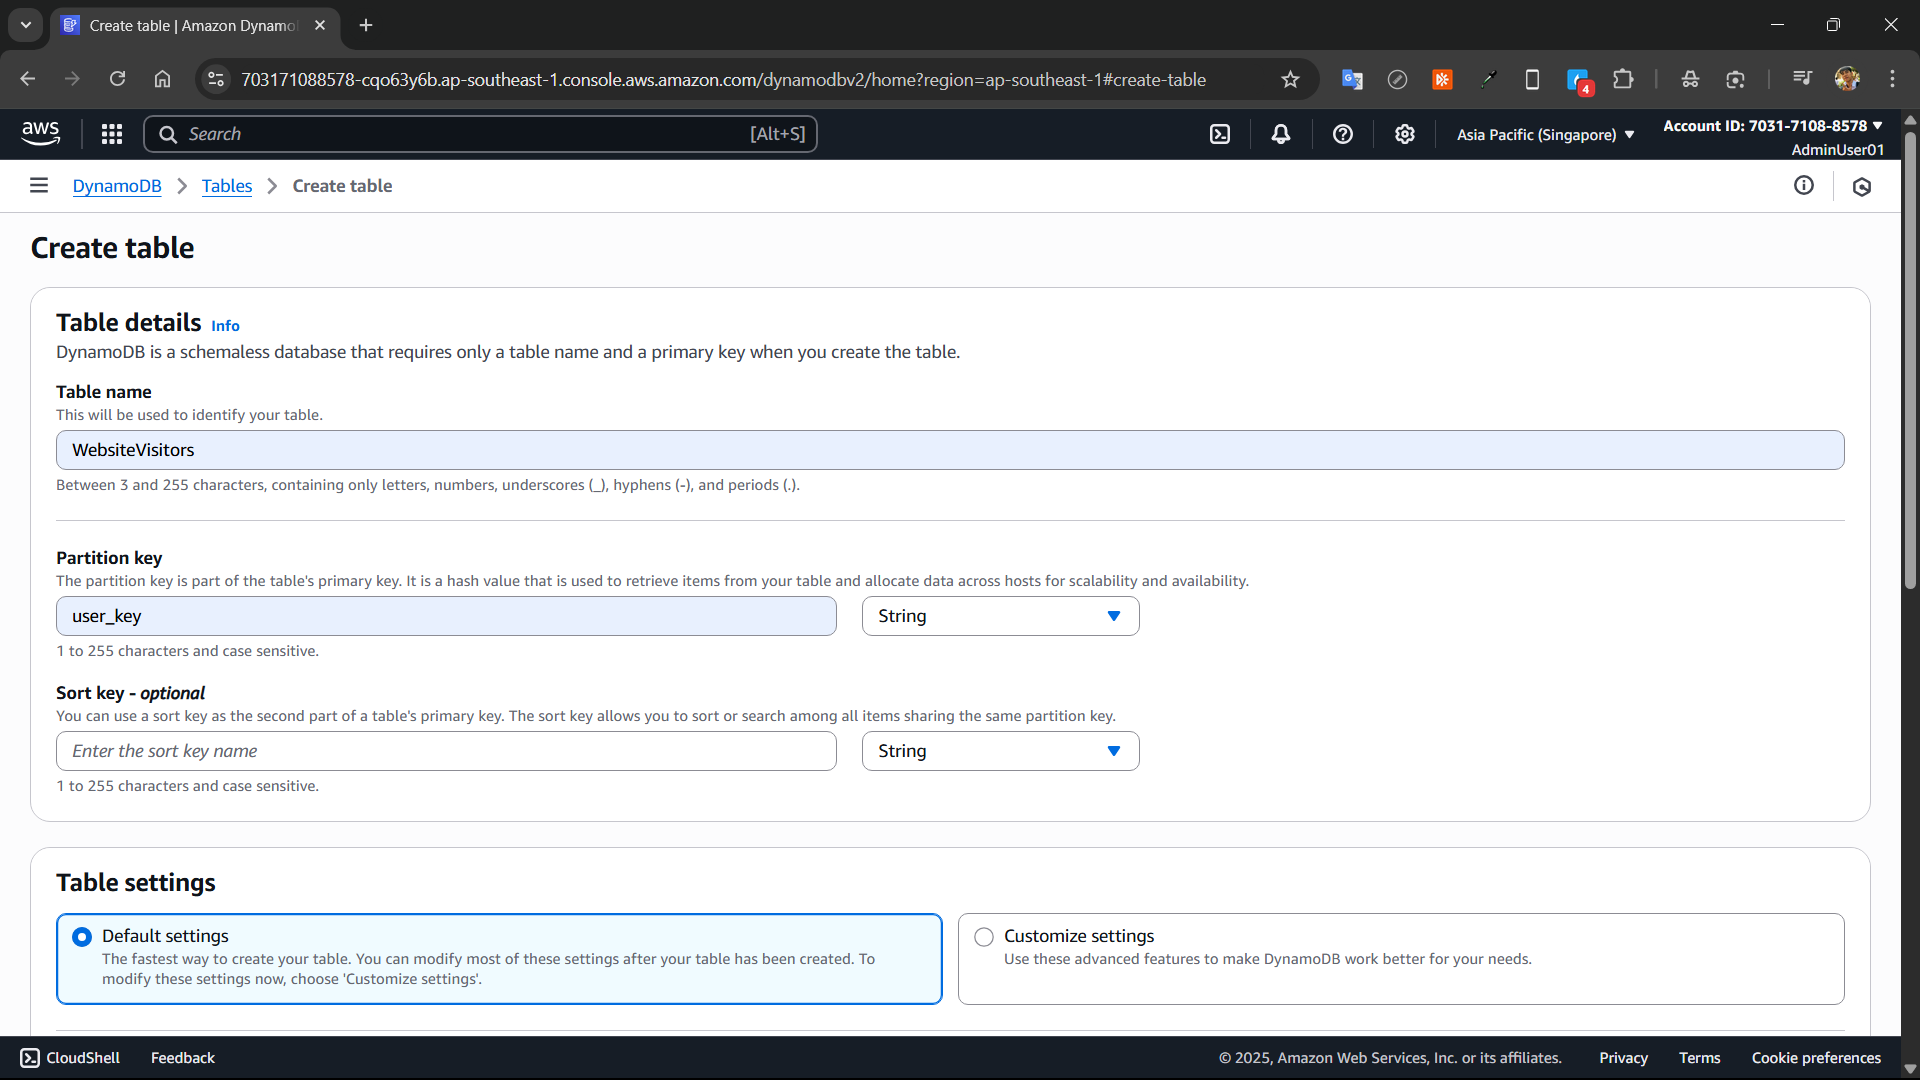 Create table | Amazon Dynamo
703171088578-cqo63y6b.ap-southeast-1.console.aws.amazon.com/dynamodbv2/home?region=ap-southeast-1#create-table
4
aws
Search
[Alt+S]
Asia Pacific (Singapore)
Account ID: 7031-7108-8578
AdminUser01
DynamoDB > Tables > Create table
Create table
Table details Info
DynamoDB is a schemaless database that requires only a table name and a primary key when you create the table.
Table name
This will be used to identify your table.
WebsiteVisitors
Between 3 and 255 characters, containing only letters, numbers, underscores (_), hyphens (-), and periods (.).
Partition key
The partition key is part of the table's primary key. It is a hash value that is used to retrieve items from your table and allocate data across hosts for scalability and availability.
user_key
String
1 to 255 characters and case sensitive.
Sort key - optional
You can use a sort key as the second part of a table's primary key. The sort key allows you to sort or search among all items sharing the same partition key.
Enter the sort key name
String
1 to 255 characters and case sensitive.
Table settings
Default settings
The fastest way to create your table. You can modify most of these settings after your table has been created. To
modify these settings now, choose 'Customize settings'.
Customize settings
Use these advanced features to make DynamoDB work better for your needs.
CloudShell
Feedback
© 2025, Amazon Web Services, Inc. or its affiliates.
Privacy
Terms
Cookie preferences